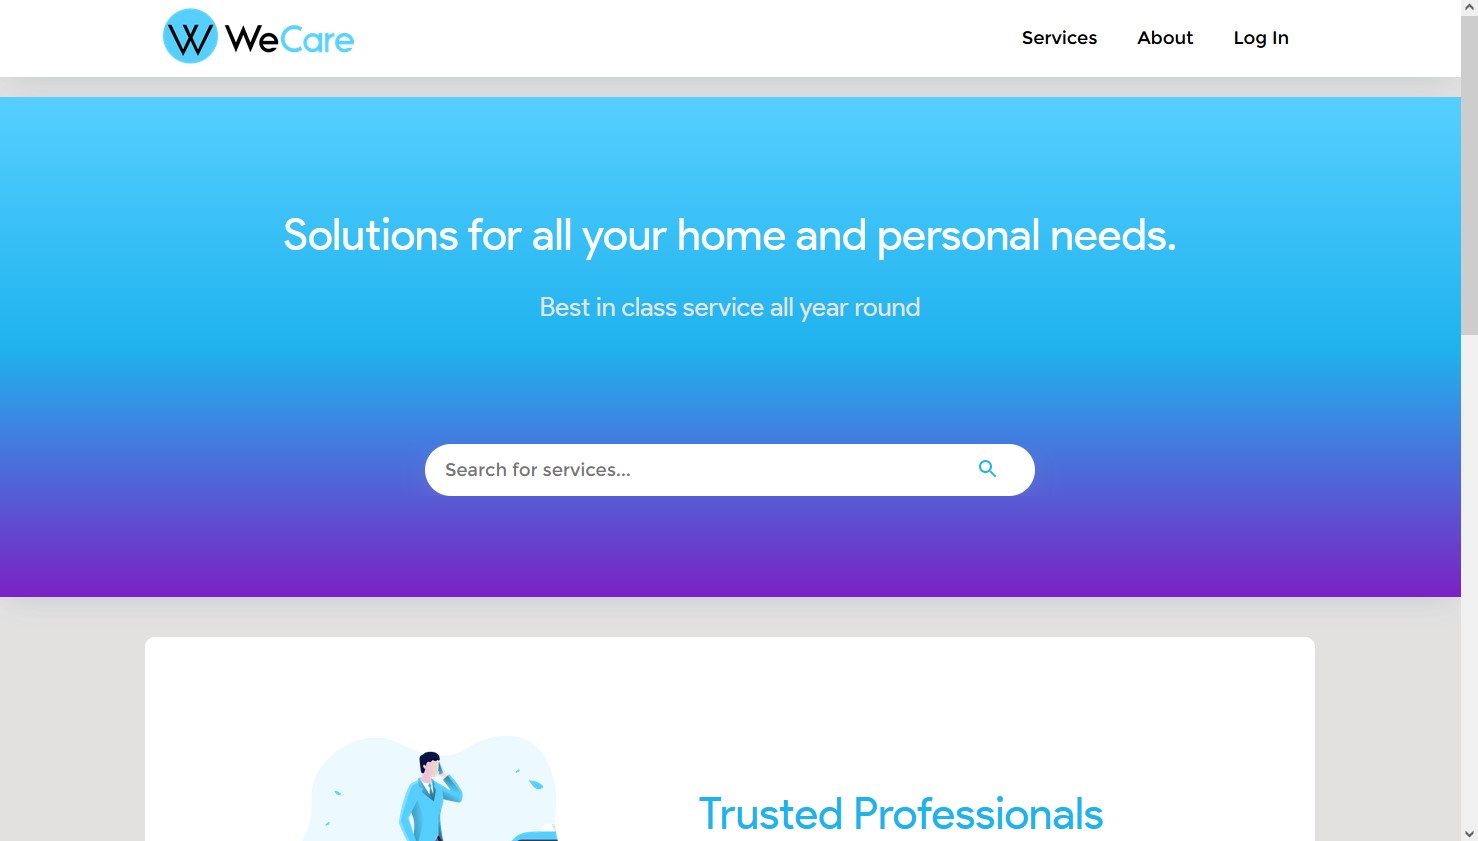 W WeCare
Services About Log In
Solutions for all your home and personal needs.
Best in class service all year round
Search for services...
Trusted Professionals